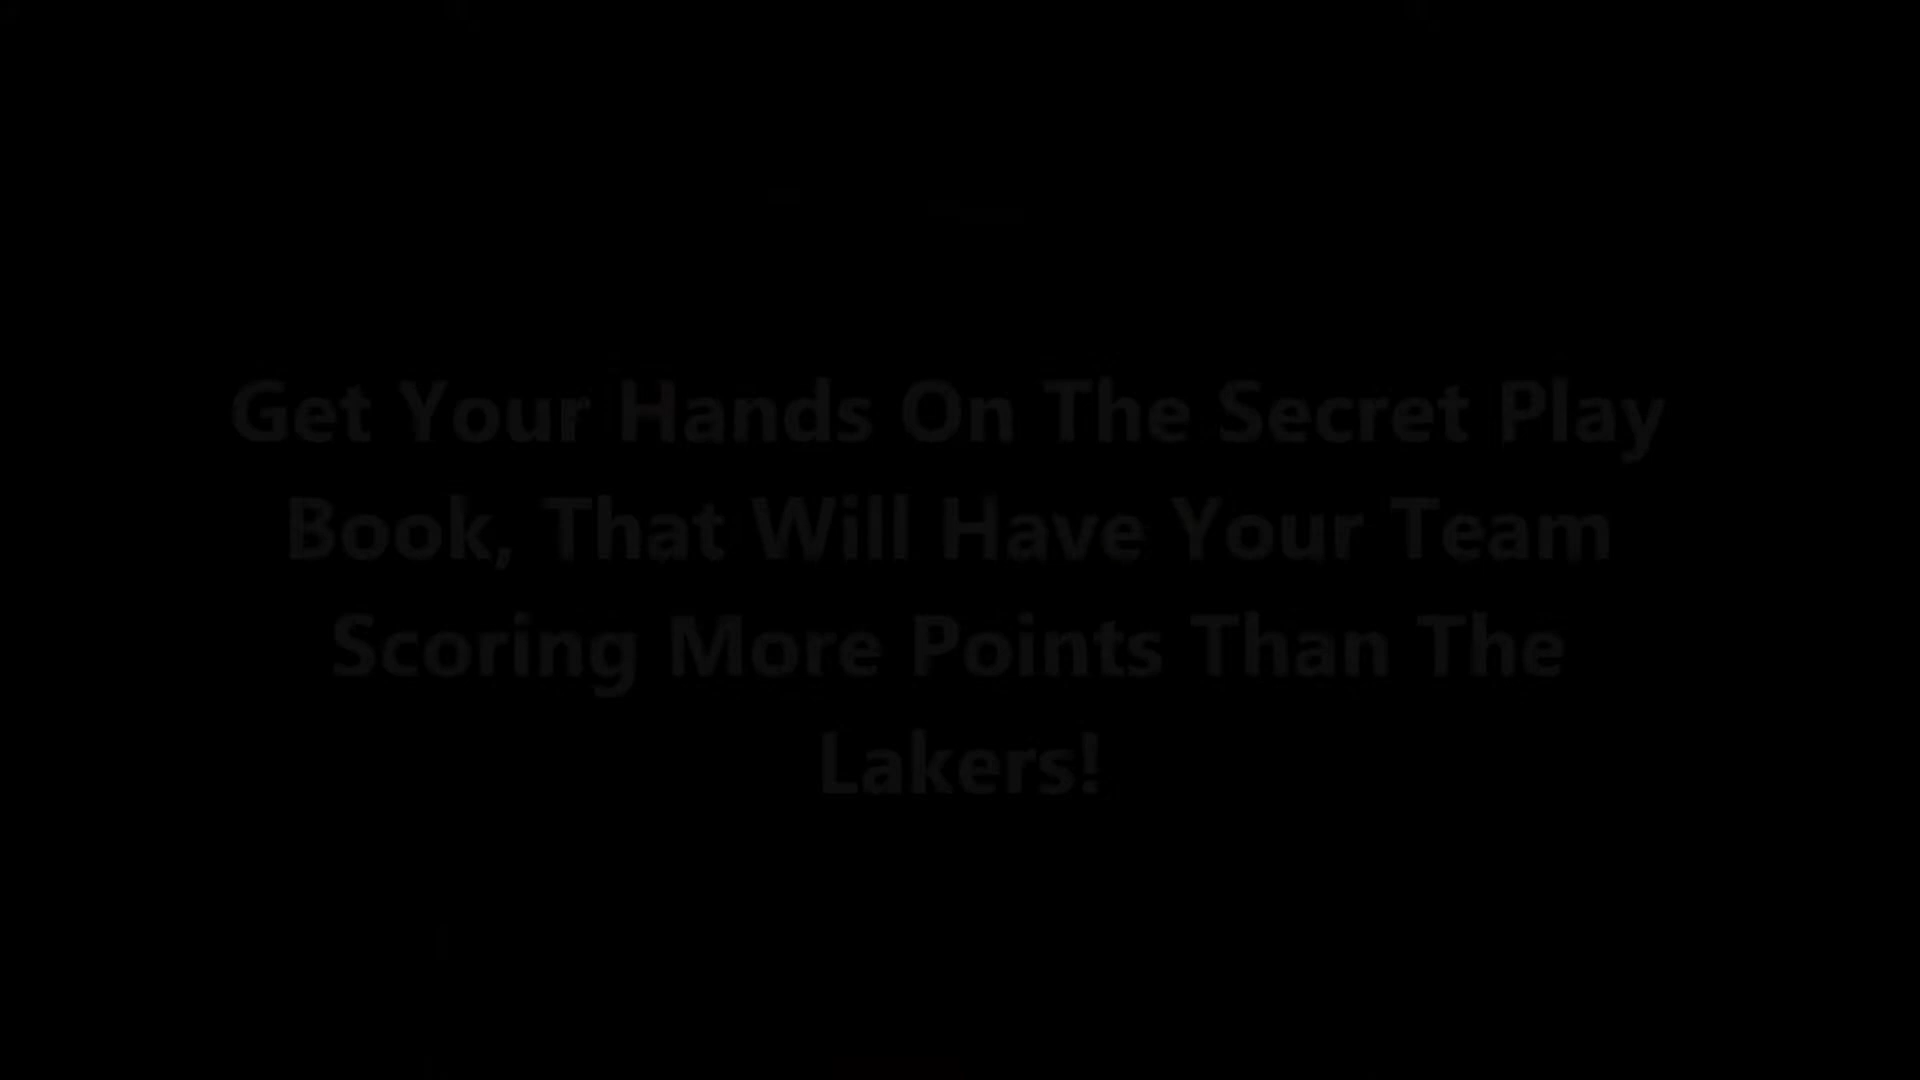 Get Your Hands On The Secret Play
Book, That Will Have Your Team
Scoring More Points Than The
Lakers!